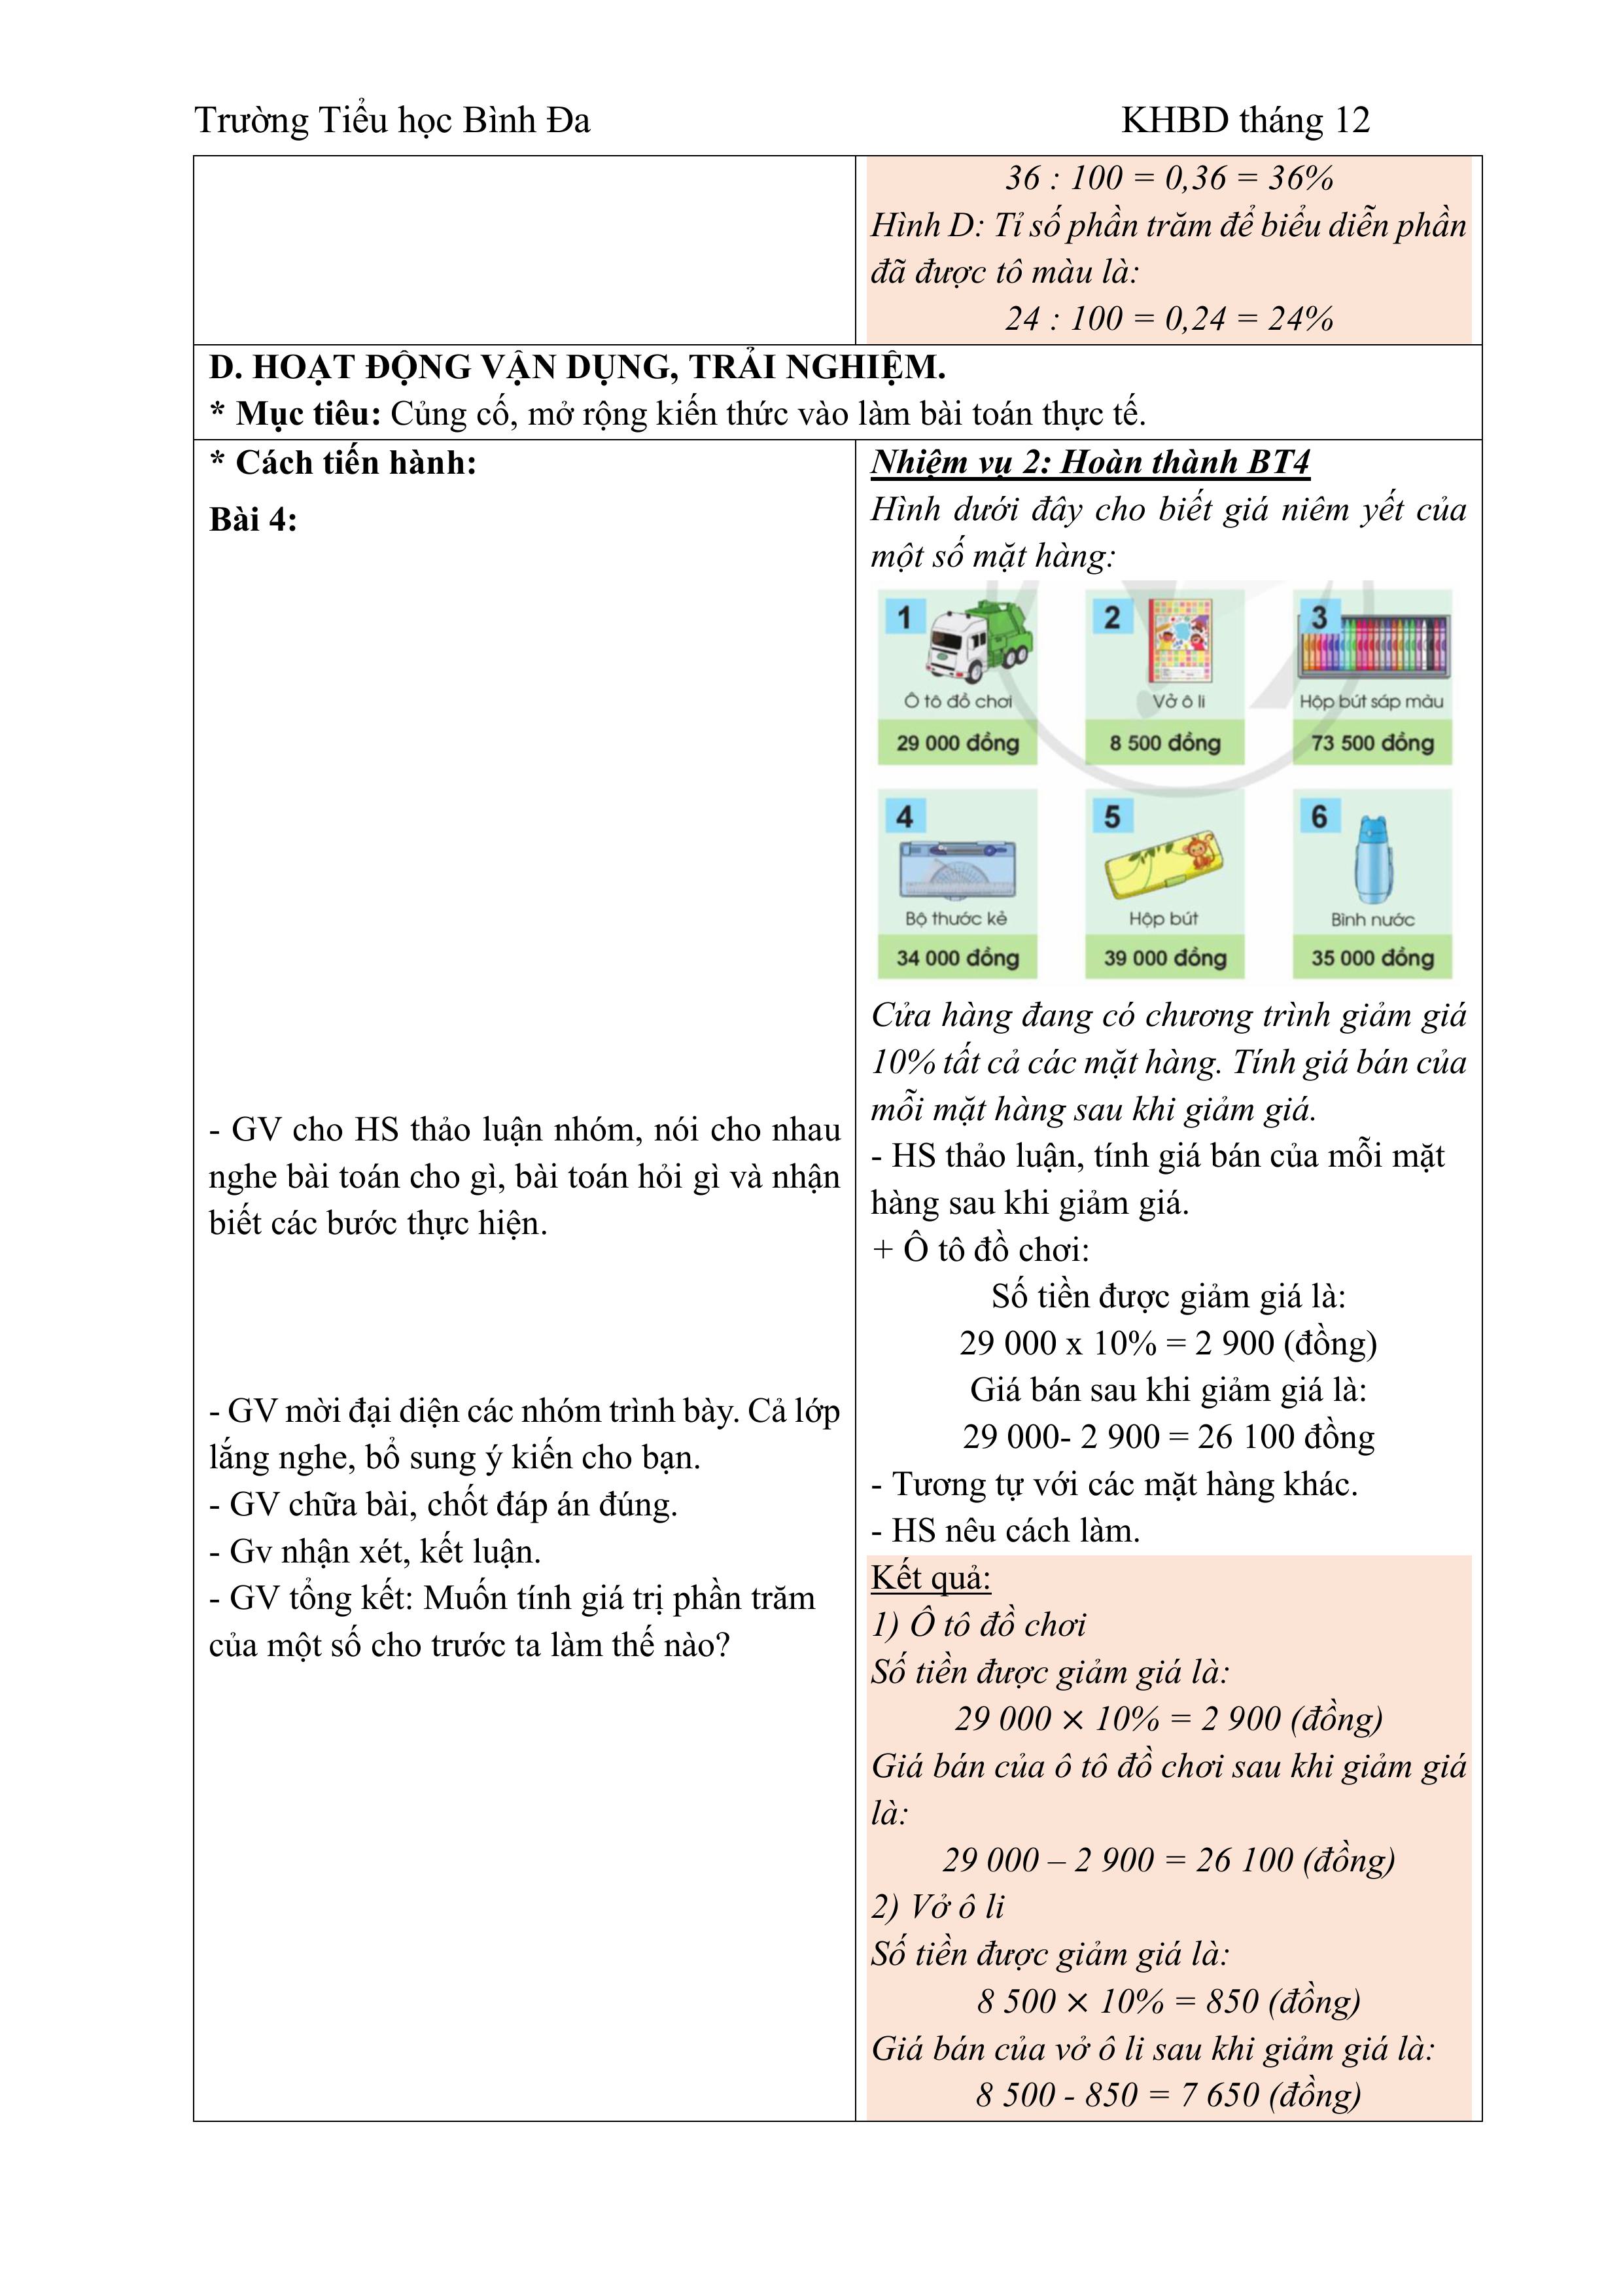 Trường Tiểu học Bình Đa
KHBD tháng 12
36 : 100 = 0,36 = 36%
Hình D: Tỉ số phần trăm để biểu diễn phần
đã được tô màu là:
24 : 100 = 0,24 = 24%
D. HOẠT ĐỘNG VẬN DỤNG, TRẢI NGHIỆM.
* Mục tiêu: Củng cố, mở rộng kiến thức vào làm bài toán thực tế.
* Cách tiến hành:
Bài 4:
- GV cho HS thảo luận nhóm, nói cho nhau
nghe bài toán cho gì, bài toán hỏi gì và nhận
biết các bước thực hiện.
- GV mời đại diện các nhóm trình bày. Cả lớp
lắng nghe, bổ sung ý kiến cho bạn.
- GV chữa bài, chốt đáp án đúng.
- Gv nhận xét, kết luận.
- GV tổng kết: Muốn tính giá trị phần trăm
của một số cho trước ta làm thế nào?
Nhiệm vụ 2: Hoàn thành BT4
Hình dưới đây cho biết giá niêm yết của
một số mặt hàng:
1
2
3
Ô tô đồ chơi
Vở ô li
Hộp bút sáp màu
29 000 đồng
8 500 đồng
73 500 đồng
4
5
6
Bộ thước kẻ
Hộp bút
Bình nước
34 000 đồng
39 000 đồng
35 000 đồng
Cửa hàng đang có chương trình giảm giá
10% tất cả các mặt hàng. Tính giá bán của
mỗi mặt hàng sau khi giảm giá.
- HS thảo luận, tính giá bán của mỗi mặt
hàng sau khi giảm giá.
+ Ô tô đồ chơi:
Số tiền được giảm giá là:
29 000 x 10% = 2 900 (đồng)
Giá bán sau khi giảm giá là:
29 000- 2 900 = 26 100 đồng
- Tương tự với các mặt hàng khác.
- HS nêu cách làm.
Kết quả:
1) Ô tô đồ chơi
Số tiền được giảm giá là:
29 000 × 10% = 2 900 (đồng)
Giá bán của ô tô đồ chơi sau khi giảm giá
là:
29 000 – 2 900 = 26 100 (đồng)
2) Vở ô li
Số tiền được giảm giá là:
8 500 × 10% = 850 (đồng)
Giá bán của vở ô li sau khi giảm giá là:
8 500 - 850 = 7 650 (đồng)